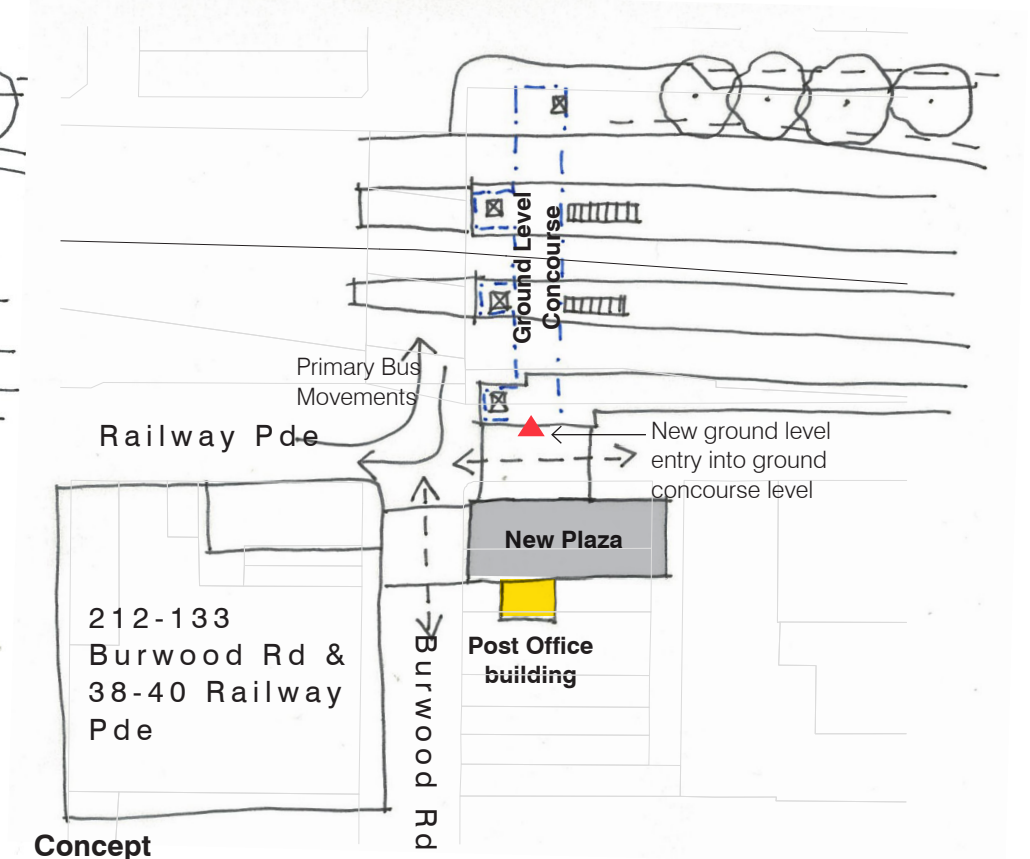 Ground Level
Concourse
Primary Bus
Movements
Railway Pde
New ground level
entry into ground
concourse level
New Plaza
212-133
Burwood Rd &
38-40 Railway
Pde
Post Office
building
Burwood Rd
Concept